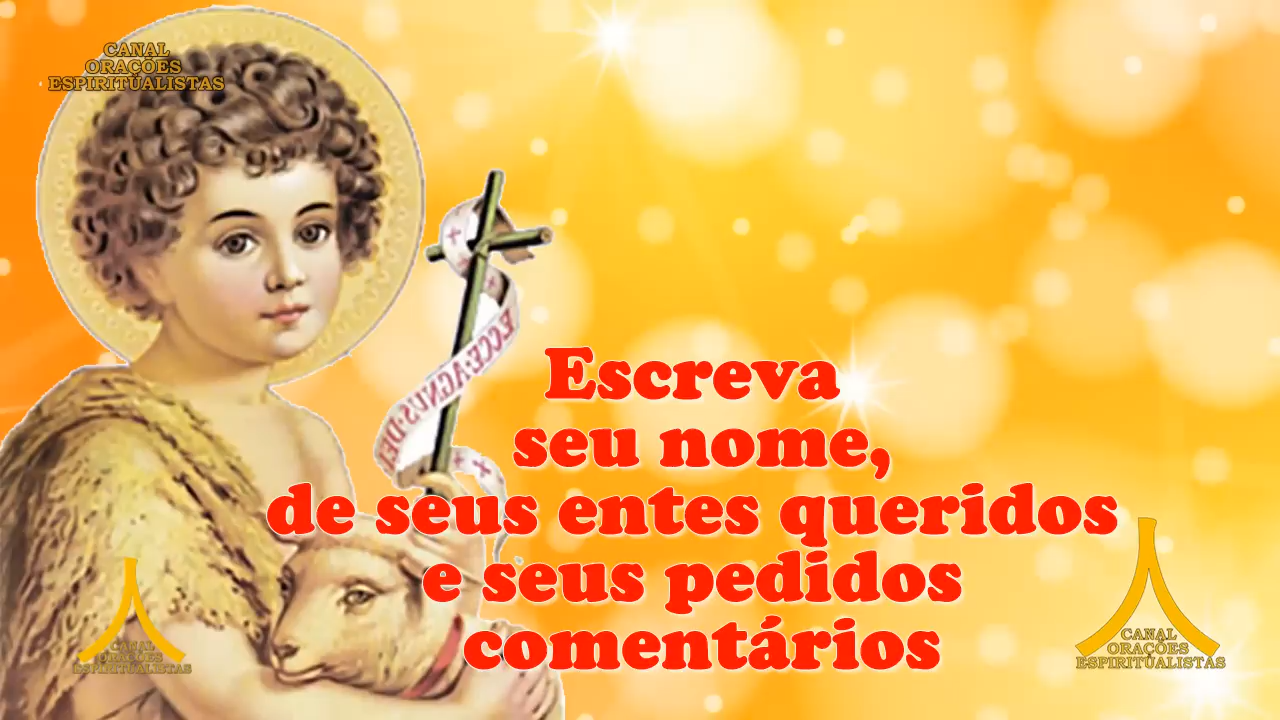 CANAL
ORAÇÕES
ESPIRITUALISTAS
ECCE·AGNUS·DEI
Escreva
seu nome,
de seus entes queridos
e seus pedidos
comentários
CANAL
ORAÇÕES
ESPIRITUALISTAS
CANAL
ORAÇÕES
ESPIRITUALISTAS